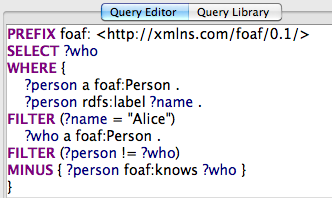 Query Editor Query Library
PREFIX foaf: <http://xmlns.com/foaf/0.1/>
SELECT ?who
WHERE {
?person a foaf:Person .
?person rdfs:label ?name .
FILTER (?name = "Alice")
?who a foaf:Person .
FILTER (?person != ?who)
MINUS { ?person foaf:knows ?who }
}